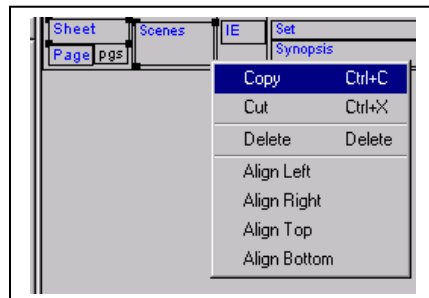 Sheet Scenes IE Set
Page pgs Synopsis
Copy Ctrl+C
Cut Ctrl+X
Delete Delete
Align Left
Align Right
Align Top
Align Bottom